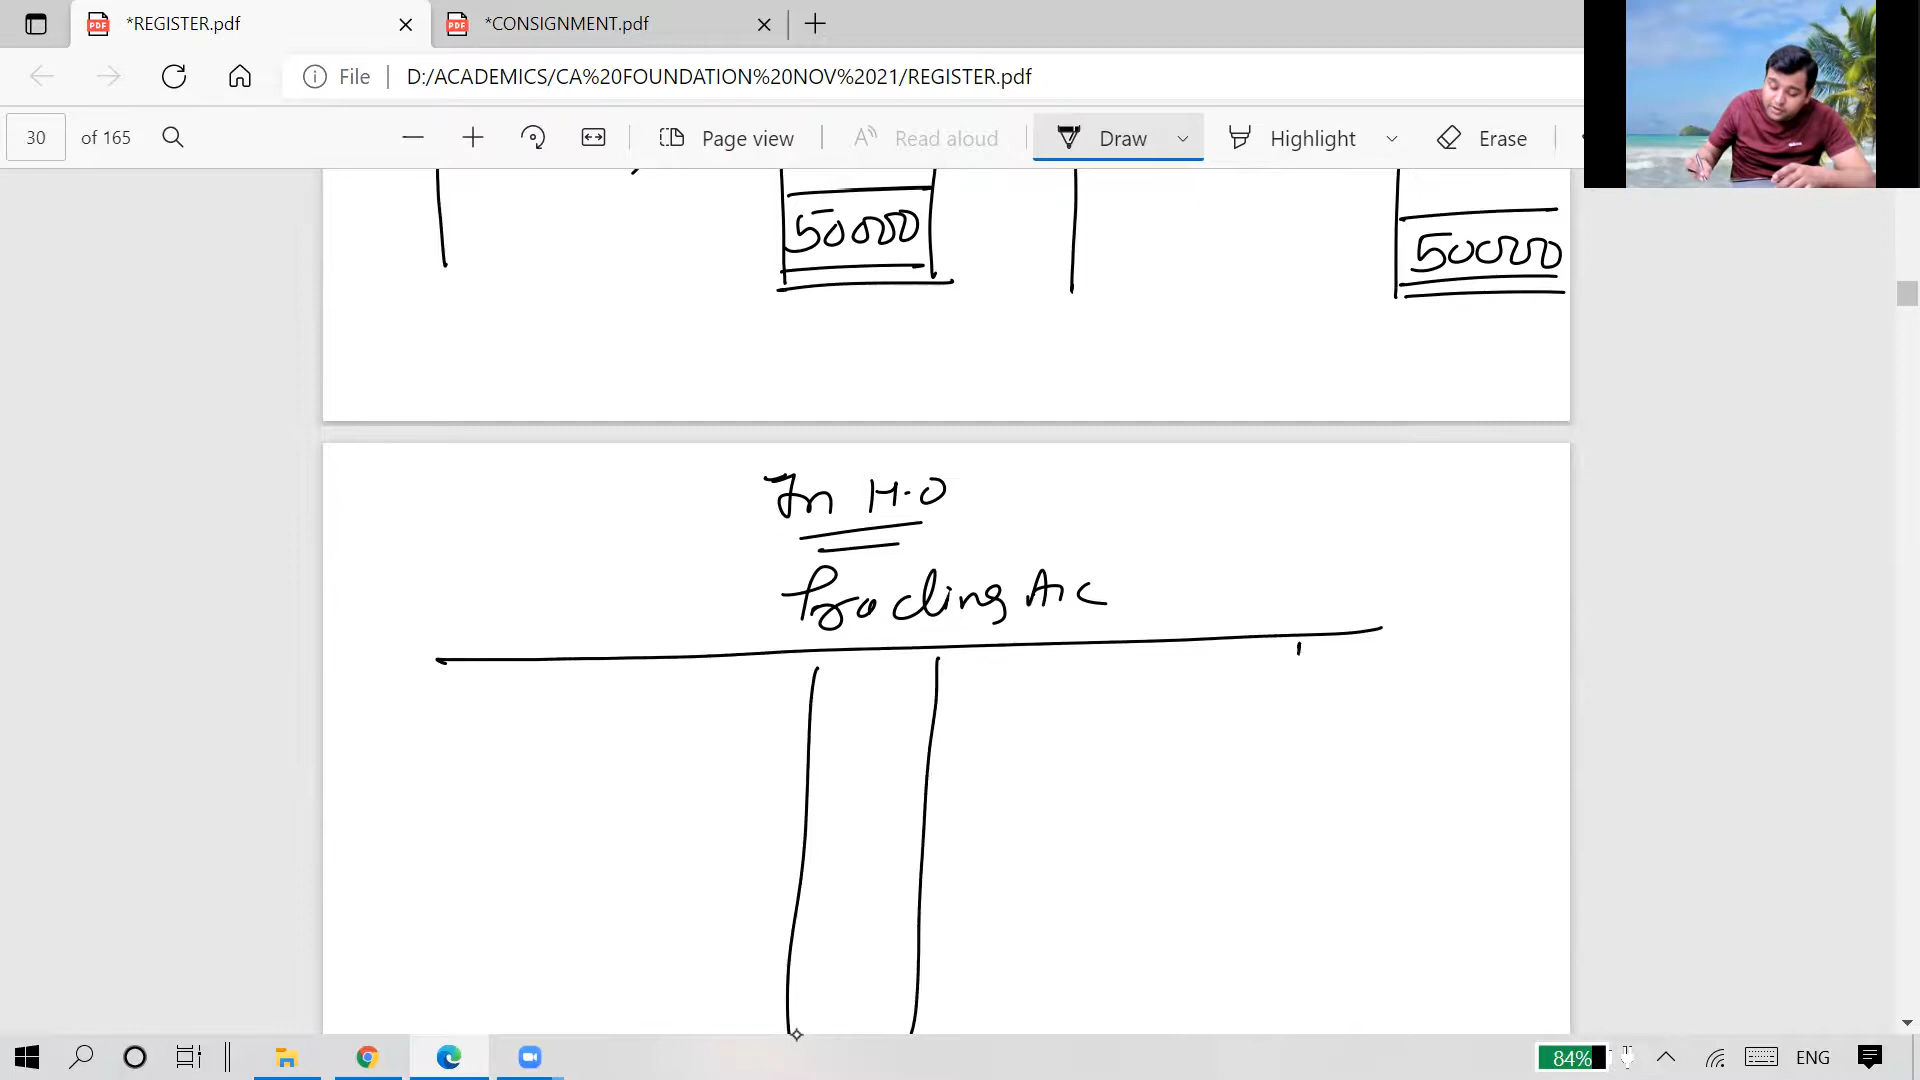 *REGISTER.pdf
*CONSIGNMENT.pdf
File
D:/ACADEMICS/CA%20FOUNDATION%20NOV%2021/REGISTER.pdf
30
of 165
Page view
Read aloud
Draw
Highlight
Erase
50000
50000
In H.O
Trading A/c
84%
ENG